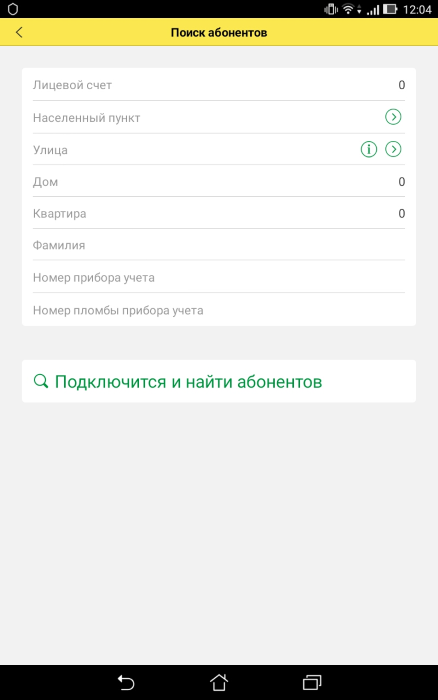 12:04
Поиск абонентов
Лицевой счет 0
Населенный пункт
Улица
Дом 0
Квартира 0
Фамилия
Номер прибора учета
Номер пломбы прибора учета
Подключится и найти абонентов